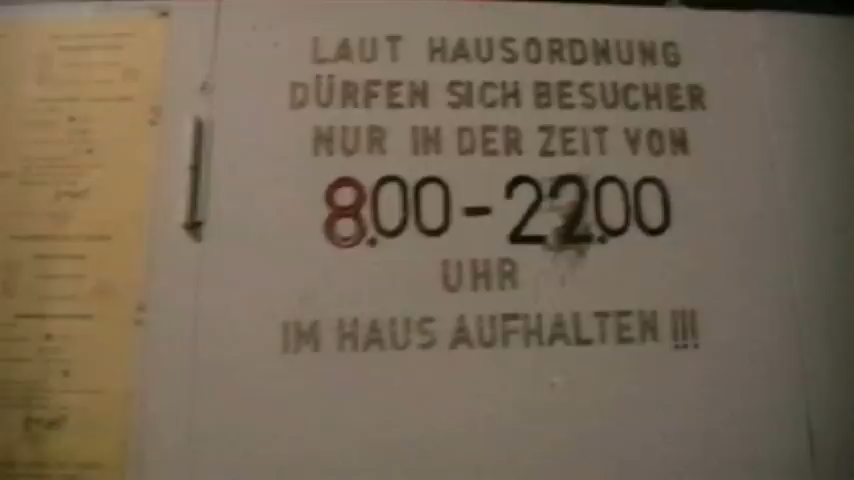 LAUT HAUSORDNUNG
DÜRFEN SICH BESUCHER
NUR IN DER ZEIT VON
8.00 - 22.00
UHR
IM HAUS AUFHALTEN !!!